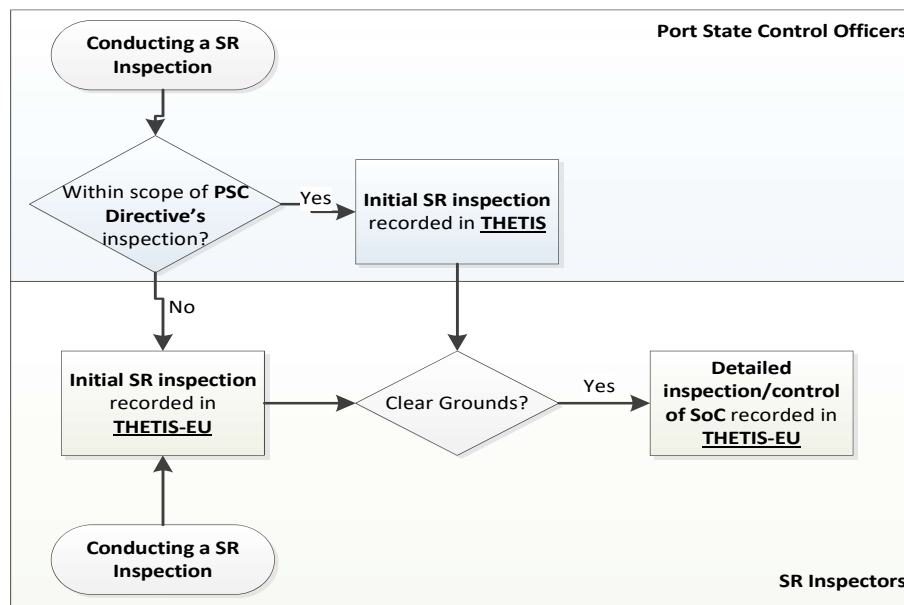 Port State Control Officers
Conducting a SR
Inspection
Within scope of PSC
Directive's
inspection?
Yes
Initial SR inspection
recorded in THETIS
No
Initial SR inspection
recorded in
THETIS-EU
Clear Grounds?
Yes
Detailed
inspection/control
of SoC recorded in
THETIS-EU
Conducting a SR
Inspection
SR Inspectors